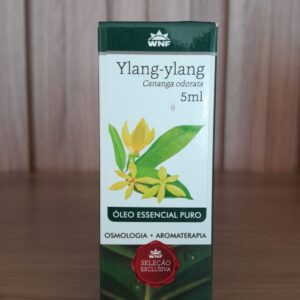 WNF
Ylang-ylang
Cananga odorata
5ml
ÓLEO ESSENCIAL PURO
OSMOLOGIA • AROMATERAPIA
WNF
SELEÇÃO
EXCLUSIVA